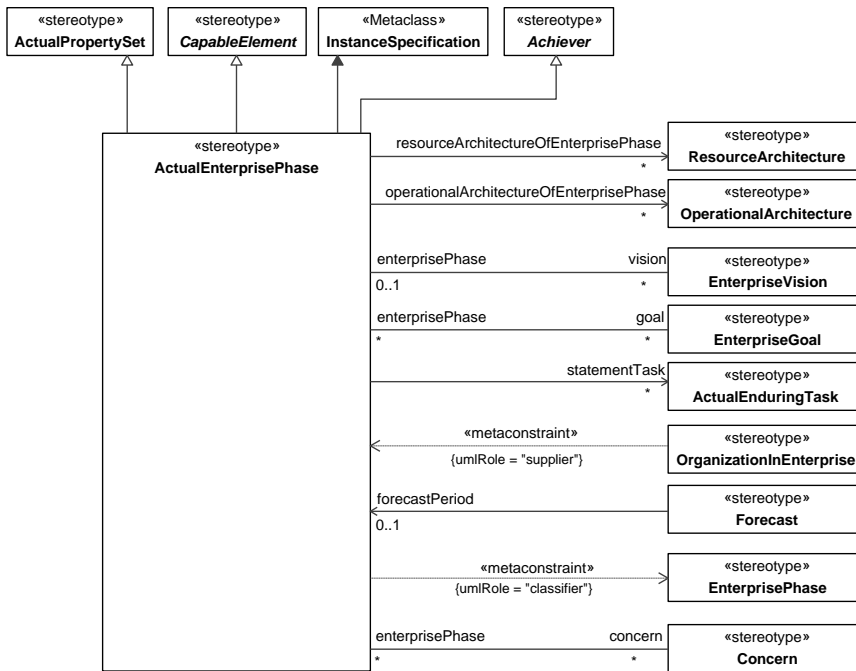 «stereotype»
ActualPropertySet
«stereotype»
CapableElement
«Metaclass»
InstanceSpecification
«stereotype»
Achiever
«stereotype»
ActualEnterprisePhase
resourceArchitectureOfEnterprisePhase
*
«stereotype»
ResourceArchitecture
operationalArchitectureOfEnterprisePhase
*
«stereotype»
OperationalArchitecture
enterprisePhase
0..1
vision
*
«stereotype»
EnterpriseVision
enterprisePhase
*
goal
*
«stereotype»
EnterpriseGoal
statementTask
*
«stereotype»
ActualEnduringTask
«metaconstraint»
{umlRole = "supplier"}
«stereotype»
OrganizationInEnterprise
forecastPeriod
0..1
«stereotype»
Forecast
«metaconstraint»
{umlRole = "classifier"}
«stereotype»
EnterprisePhase
enterprisePhase
*
concern
*
«stereotype»
Concern